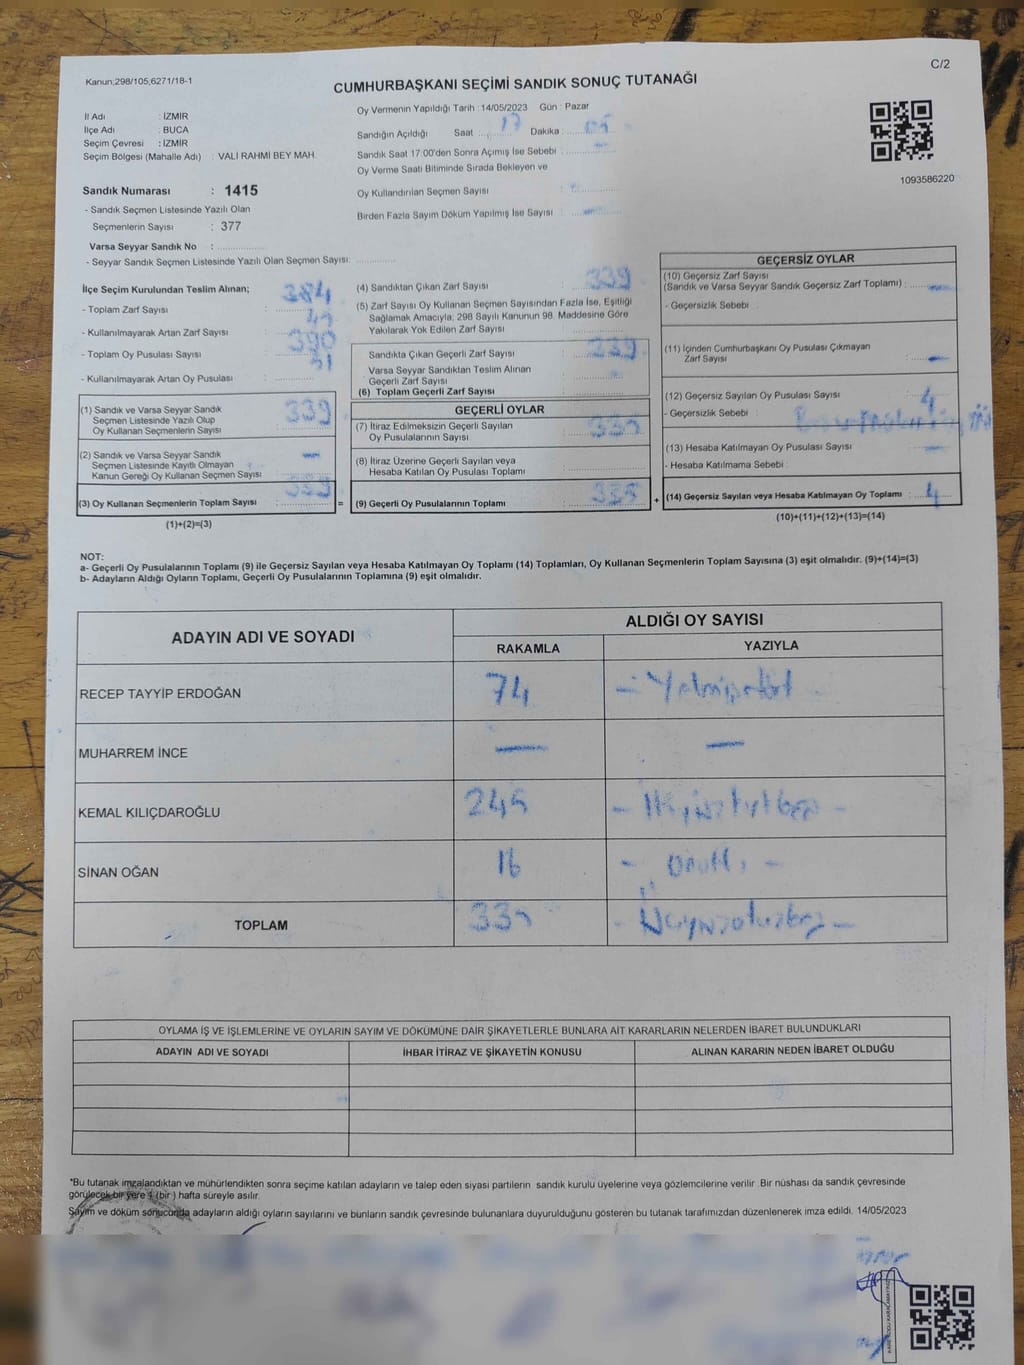 Kanun;298/105,6271/18-1
C/2
CUMHURBAŞKANI SEÇİMİ SANDIK SONUÇ TUTANAĞI
Oy Vermenin Yapıldığı Tarih : 14/05/2023 Gün : Pazar
İl Adı : İZMİR
İlçe Adı : BUCA
Seçim Çevresi : İZMİR
Seçim Bölgesi (Mahalle Adı) : VALİ RAHMİ BEY MAH.
Sandığın Açıldığı Saat : 17 Dakika : 05
Sandık Saat 17:00'den Sonra Açımış İse Sebebi : —
Oy Verme Saati Bitiminde Sırada Bekleyen ve
Oy Kullandırılan Seçmen Sayısı :
Birden Fazla Sayım Döküm Yapılmış İse Sayısı : —
1093586220
Sandık Numarası : 1415
- Sandık Seçmen Listesinde Yazılı Olan
Seçmenlerin Sayısı : 377
Varsa Seyyar Sandık No :
- Seyyar Sandık Seçmen Listesinde Yazılı Olan Seçmen Sayısı:
İlçe Seçim Kurulundan Teslim Alınan;
- Toplam Zarf Sayısı : 384
- Kullanılmayarak Artan Zarf Sayısı :
- Toplam Oy Pusulası Sayısı : 390
- Kullanılmayarak Artan Oy Pusulası : 51
(1) Sandık ve Varsa Seyyar Sandık
Seçmen Listesinde Yazılı Olup
Oy Kullanan Seçmenlerin Sayısı : 339
(2) Sandık ve Varsa Seyyar Sandık
Seçmen Listesinde Kayıtlı Olmayan
Kanun Gereği Oy Kullanan Seçmen Sayısı : —
(3) Oy Kullanan Seçmenlerin Toplam Sayısı : 339 =
(1)+(2)=(3)
(4) Sandıktan Çıkan Zarf Sayısı : 339
(5) Zarf Sayısı Oy Kullanan Seçmen Sayısından Fazla İse, Eşitliği
Sağlamak Amacıyla, 298 Sayılı Kanunun 98. Maddesine Göre
Yakılarak Yok Edilen Zarf Sayısı :
Sandıkta Çıkan Geçerli Zarf Sayısı : 339
Varsa Seyyar Sandıktan Teslim Alınan
Geçerli Zarf Sayısı :
(6) Toplam Geçerli Zarf Sayısı
GEÇERLİ OYLAR
(7) İtiraz Edilmeksizin Geçerli Sayılan
Oy Pusulalarının Sayısı : 335
(8) İtiraz Üzerine Geçerli Sayılan veya
Hesaba Katılan Oy Pusulası Toplamı :
(9) Geçerli Oy Pusulalarının Toplamı : 335 +
GEÇERSİZ OYLAR
(10) Geçersiz Zarf Sayısı
(Sandık ve Varsa Seyyar Sandık Geçersiz Zarf Toplamı) : —
- Geçersizlik Sebebi :
(11) İçinden Cumhurbaşkanı Oy Pusulası Çıkmayan
Zarf Sayısı : —
(12) Geçersiz Sayılan Oy Pusulası Sayısı : 4
- Geçersizlik Sebebi :
(13) Hesaba Katılmayan Oy Pusulası Sayısı : —
- Hesaba Katılmama Sebebi :
(14) Geçersiz Sayılan veya Hesaba Katılmayan Oy Toplamı : 4
(10)+(11)+(12)+(13)=(14)
NOT:
a- Geçerli Oy Pusulalarının Toplamı (9) ile Geçersiz Sayılan veya Hesaba Katılmayan Oy Toplamı (14) Toplamları, Oy Kullanan Seçmenlerin Toplam Sayısına (3) eşit olmalıdır. (9)+(14)=(3)
b- Adayların Aldığı Oyların Toplamı, Geçerli Oy Pusulalarının Toplamına (9) eşit olmalıdır.
ADAYIN ADI VE SOYADI
ALDIĞI OY SAYISI
RAKAMLA YAZIYLA
RECEP TAYYİP ERDOĞAN 74 - Yetmişdört -
MUHARREM İNCE — —
KEMAL KILIÇDAROĞLU 245 - İkiyüzkırkbeş -
SİNAN OĞAN 16 - Onaltı -
TOPLAM 335 - Üçyüzotuzbeş -
OYLAMA İŞ VE İŞLEMLERİNE VE OYLARIN SAYIM VE DÖKÜMÜNE DAİR ŞİKAYETLERLE BUNLARA AİT KARARLARIN NELERDEN İBARET BULUNDUKLARI
ADAYIN ADI VE SOYADI İHBAR İTİRAZ VE ŞİKAYETİN KONUSU ALINAN KARARIN NEDEN İBARET OLDUĞU
*Bu tutanak imzalandıktan ve mühürlendikten sonra seçime katılan adayların ve talep eden siyasi partilerin sandık kurulu üyelerine veya gözlemcilerine verilir. Bir nüshası da sandık çevresinde
görülecek bir yere 1 (bir ) hafta süreyle asılır.
Sayım ve döküm sonucunda adayların aldığı oyların sayılarını ve bunların sandık çevresinde bulunanlara duyurulduğunu gösteren bu tutanak tarafımızdan düzenlenerek imza edildi. 14/05/2023